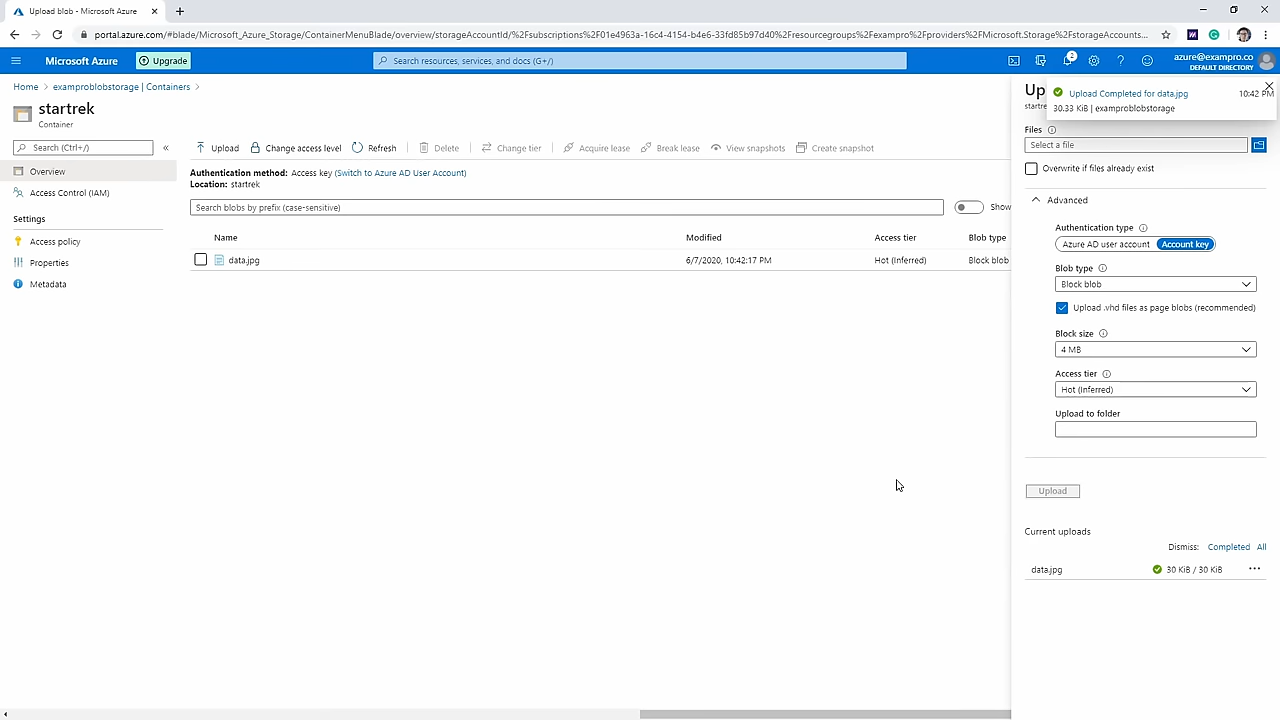 Upload blob - Microsoft Azure
portal.azure.com/#blade/Microsoft_Azure_Storage/ContainerMenuBlade/overview/storageAccountId/%2Fsubscriptions%2F01e4963a-16c4-4154-b4e6-33fd85b97d40%2Fresourcegroups%2Fexampro%2Fproviders%2FMicrosoft.Storage%2FstorageAccounts...
Microsoft Azure
Upgrade
Search resources, services, and docs (G+/)
2
azure@exampro.co
DEFAULT DIRECTORY
Home > examproblobstorage | Containers >
startrek
Container
Search (Ctrl+/)
«
Overview
Access Control (IAM)
Settings
Access policy
Properties
Metadata
Upload
Change access level
Refresh
Delete
Change tier
Acquire lease
Break lease
View snapshots
Create snapshot
Authentication method: Access key (Switch to Azure AD User Account)
Location: startrek
Search blobs by prefix (case-sensitive)
Show
Name Modified Access tier Blob type
data.jpg 6/7/2020, 10:42:17 PM Hot (Inferred) Block blob
Up
startre
Upload Completed for data.jpg 10:42 PM
30.33 KiB | examproblobstorage
Files
Select a file
Overwrite if files already exist
Advanced
Authentication type
Azure AD user account Account key
Blob type
Block blob
Upload .vhd files as page blobs (recommended)
Block size
4 MB
Access tier
Hot (Inferred)
Upload to folder
Upload
Current uploads
Dismiss: Completed All
data.jpg 30 KiB / 30 KiB